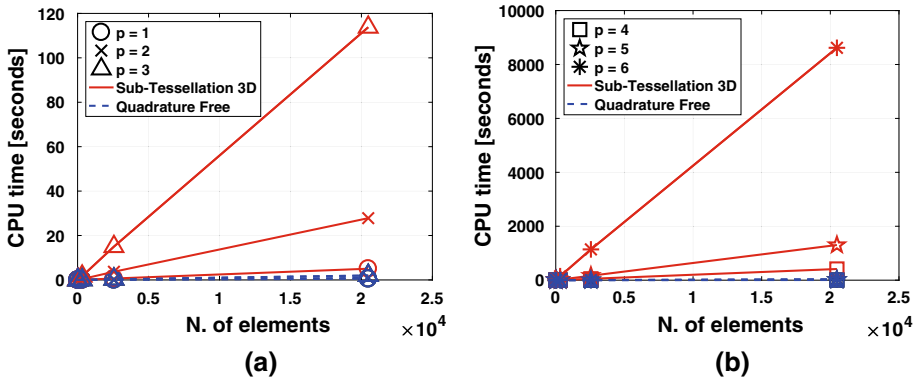 120
100
80
60
40
20
0
CPU time [seconds]
p = 1
p = 2
p = 3
Sub-Tessellation 3D
Quadrature Free
0 0.5 1 1.5 2 2.5
×10^4
N. of elements
(a)
10000
8000
6000
4000
2000
0
CPU time [seconds]
p = 4
p = 5
p = 6
Sub-Tessellation 3D
Quadrature Free
0 0.5 1 1.5 2 2.5
×10^4
N. of elements
(b)